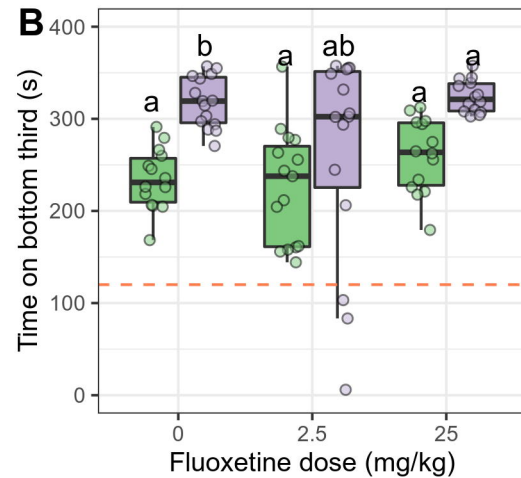 B
400
300
200
100
0
Time on bottom third (s)
a
b
a
ab
a
a
0
2.5
25
Fluoxetine dose (mg/kg)